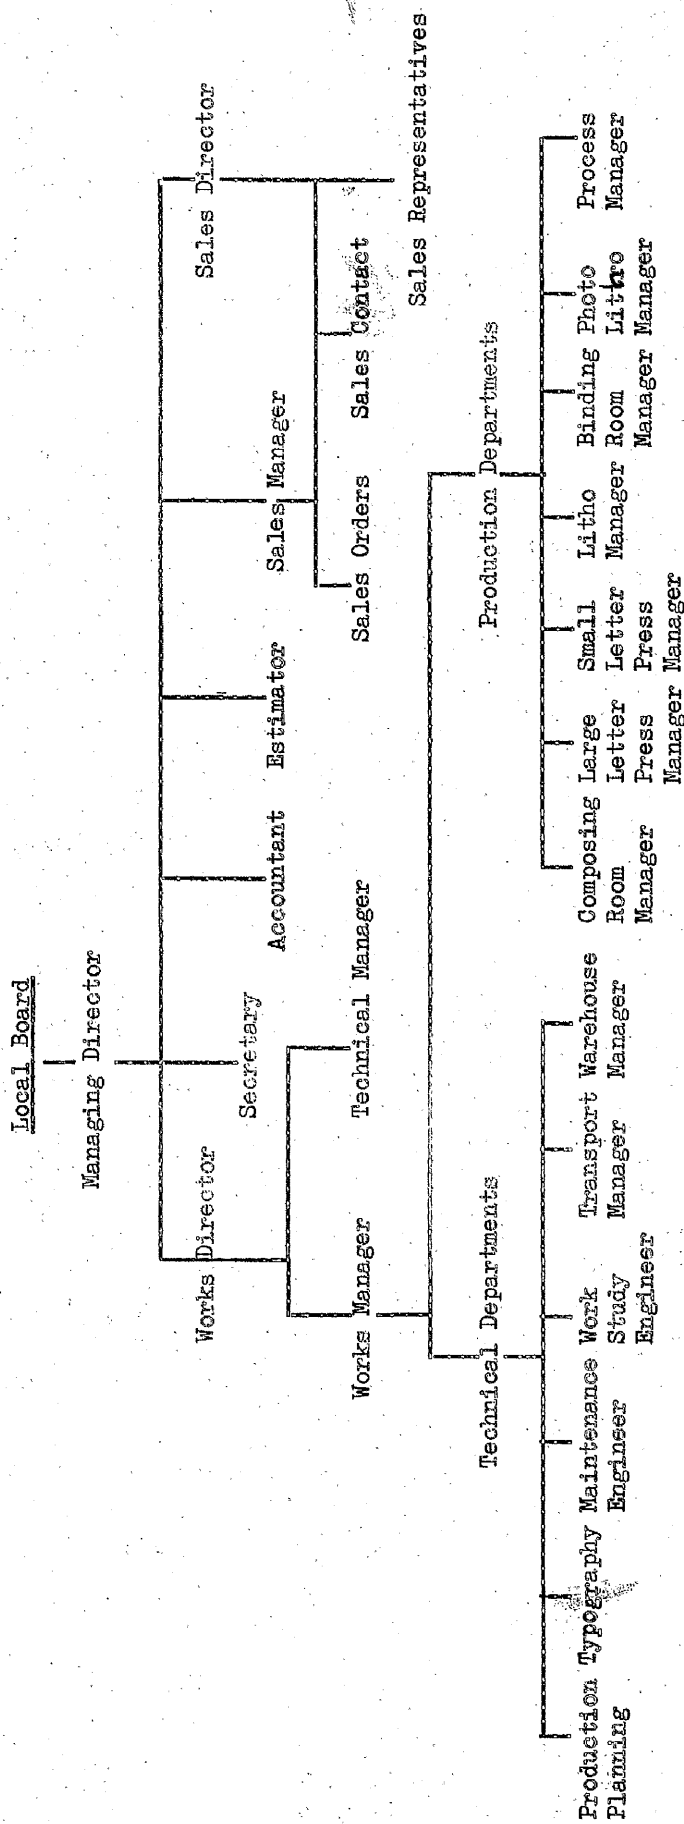 Local Board
Managing Director
Works Director
Secretary
Accountant
Estimator
Sales Manager
Sales Director
Works Manager
Technical Manager
Sales Orders
Sales Contact
Sales Representatives
Technical Departments
Production Departments
Production
Planning
Typography
Maintenance
Engineer
Work
Study
Engineer
Transport
Manager
Warehouse
Manager
Composing
Room
Manager
Large
Letter
Press
Manager
Small
Letter
Press
Manager
Litho
Manager
Binding
Room
Manager
Photo
Littro
Manager
Process
Manager